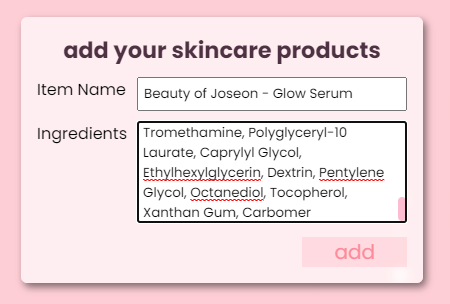 add your skincare products
Item Name
Beauty of Joseon - Glow Serum
Ingredients
Tromethamine, Polyglyceryl-10
Laurate, Caprylyl Glycol,
Ethylhexylglycerin, Dextrin, Pentylene
Glycol, Octanediol, Tocopherol,
Xanthan Gum, Carbomer
add